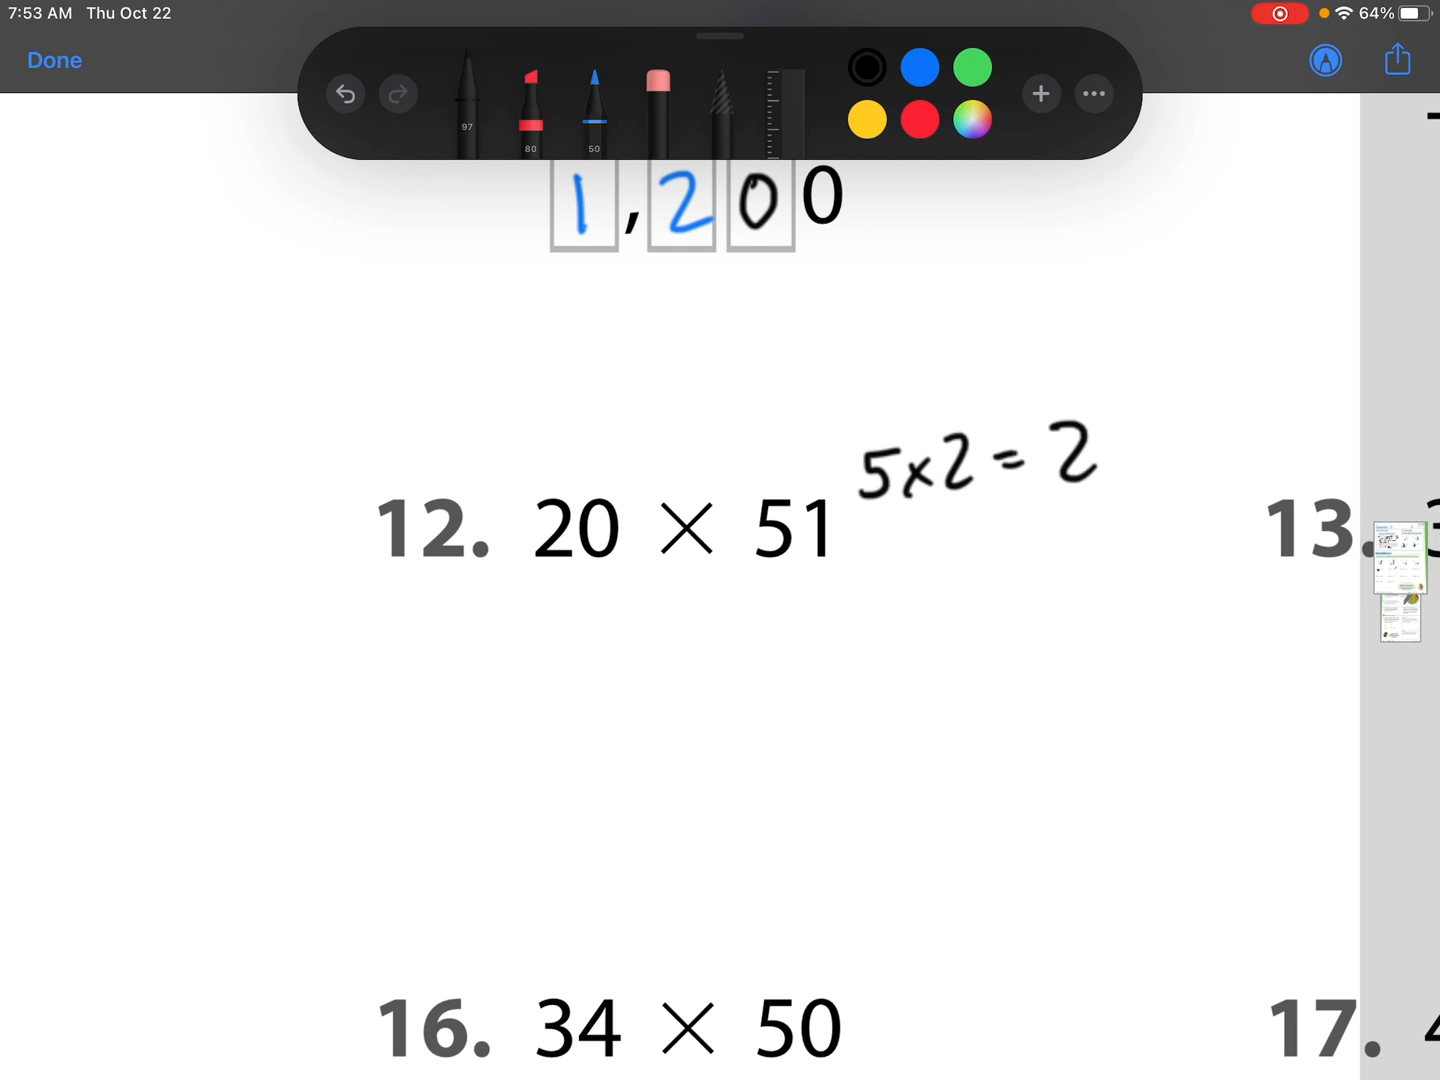 7:53 AM Thu Oct 22 64%
Done
97 80 50
1,200
5x2=2
12. 20 × 51 13.
16. 34 × 50 17.